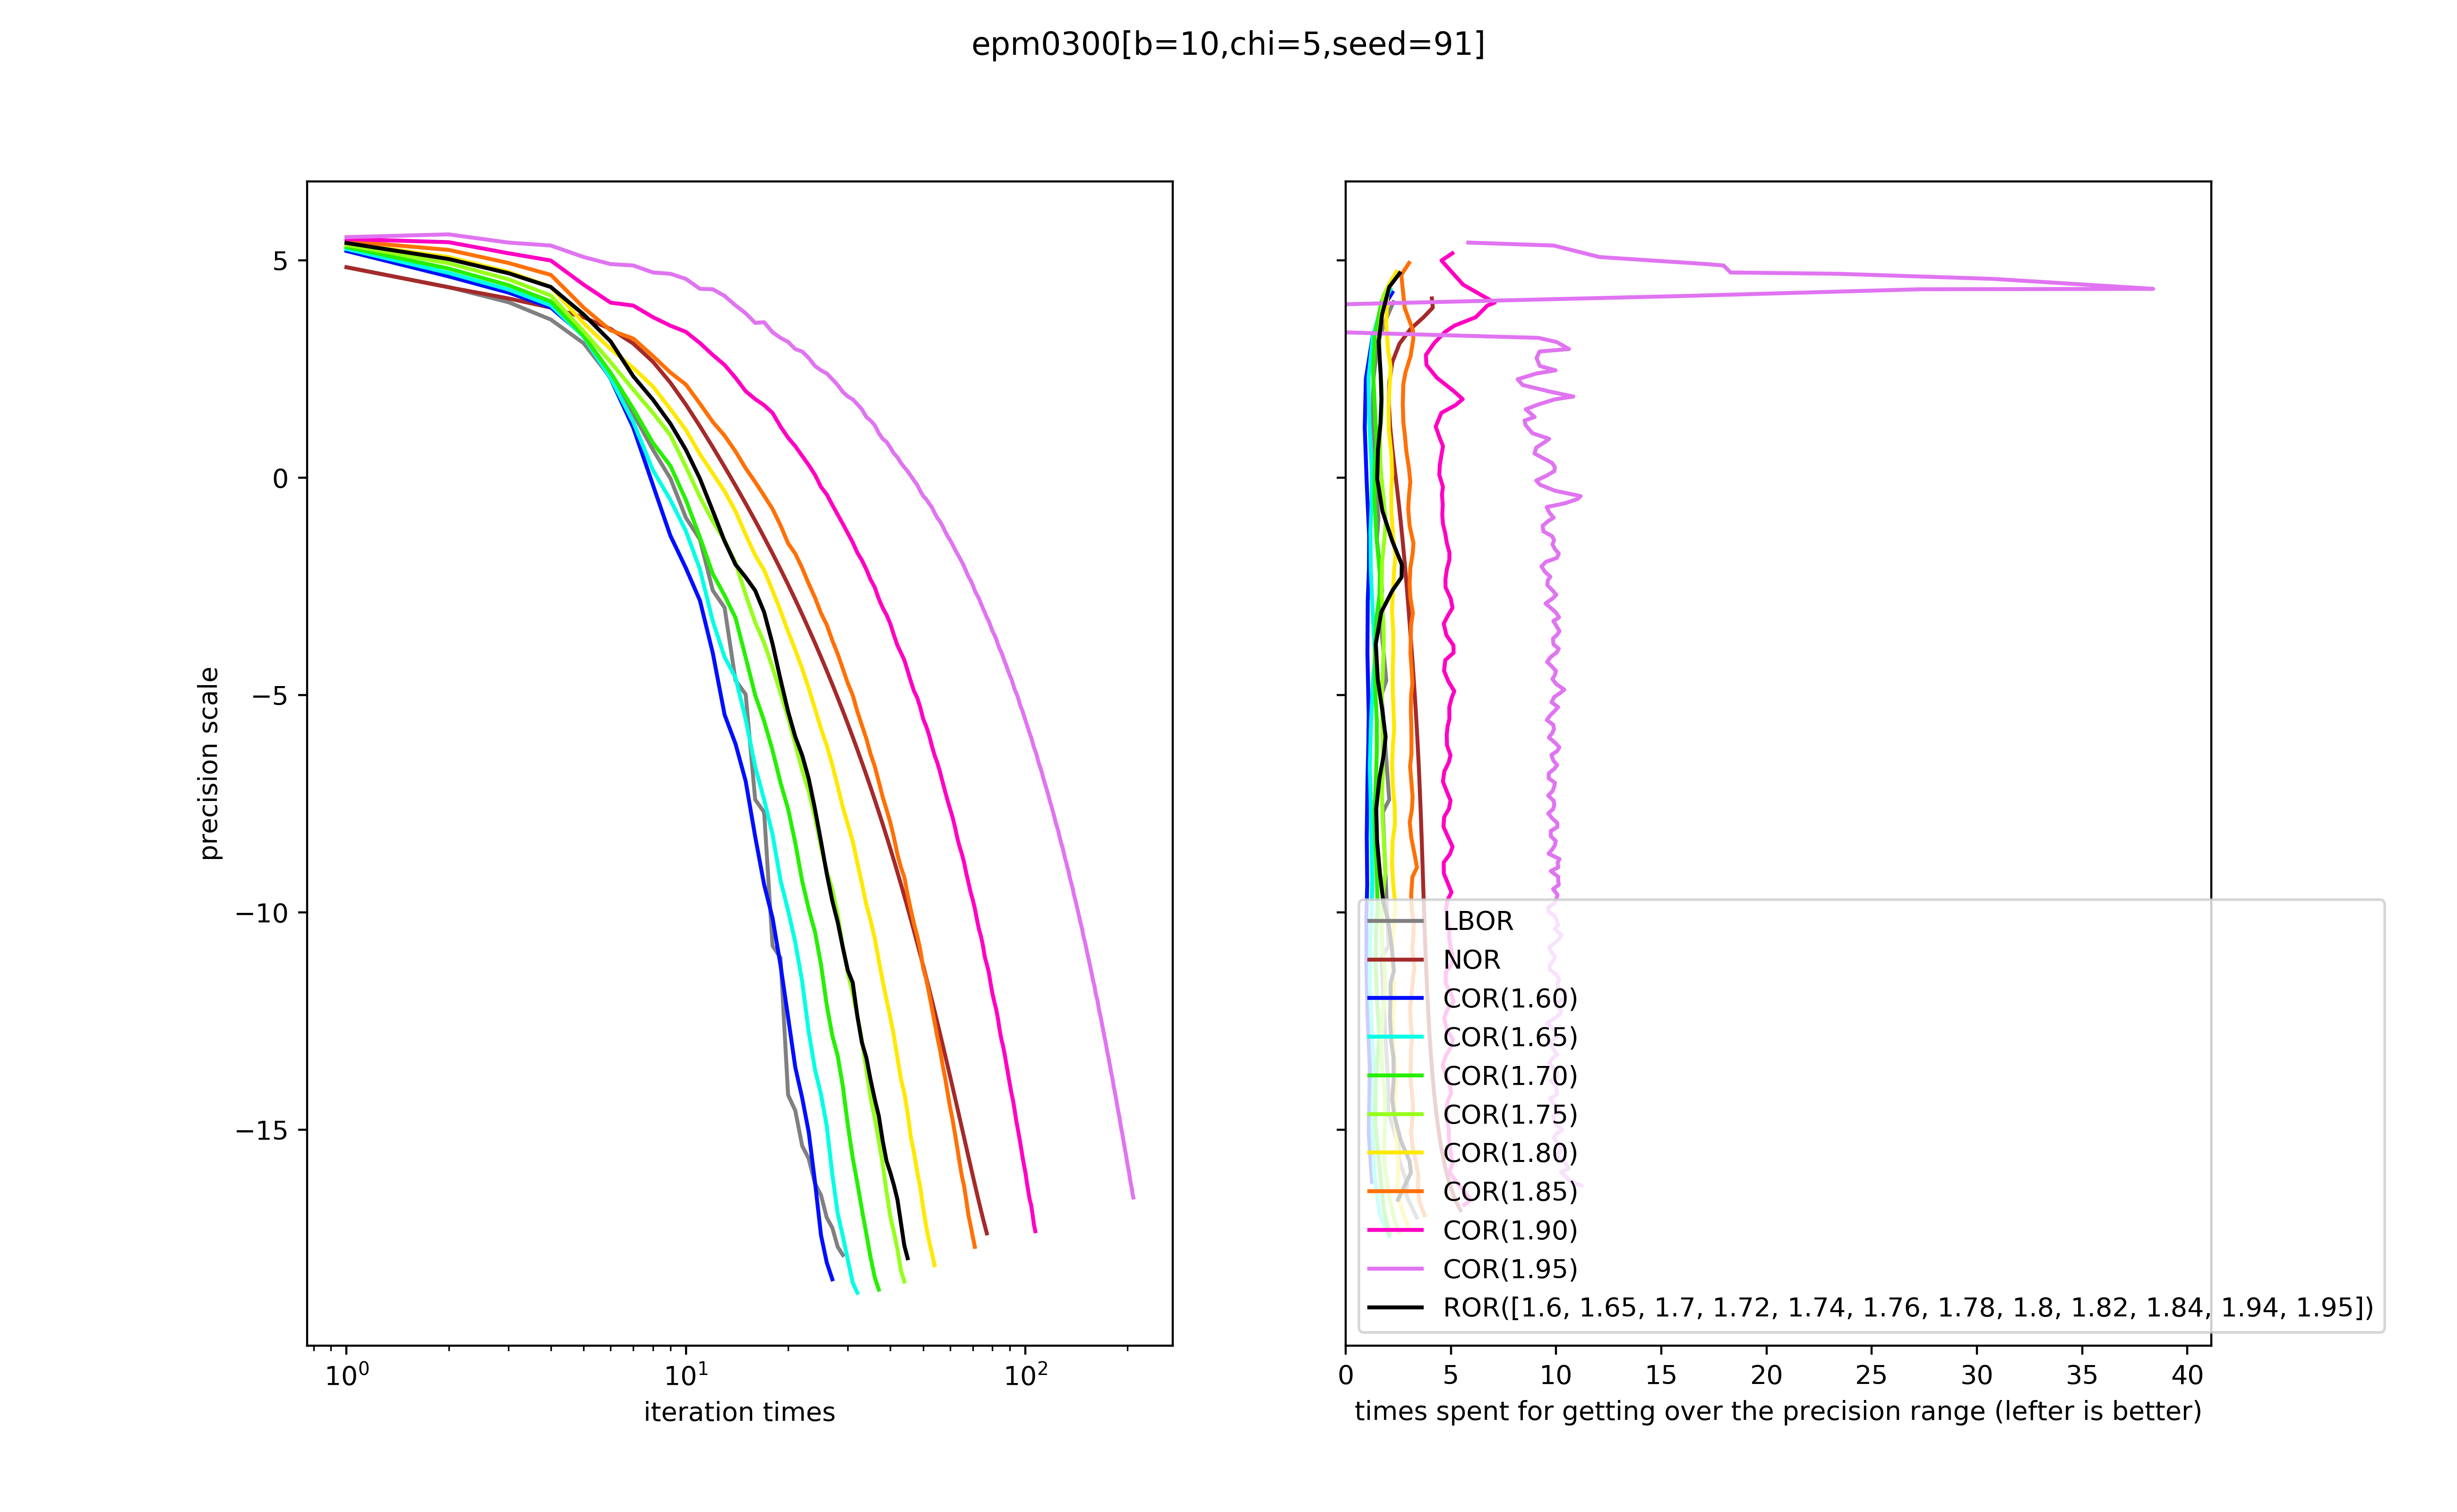 epm0300[b=10,chi=5,seed=91]
5
0
−5
−10
−15
precision scale
10⁰
10¹
10²
iteration times
LBOR
NOR
COR(1.60)
COR(1.65)
COR(1.70)
COR(1.75)
COR(1.80)
COR(1.85)
COR(1.90)
COR(1.95)
ROR([1.6, 1.65, 1.7, 1.72, 1.74, 1.76, 1.78, 1.8, 1.82, 1.84, 1.94, 1.95])
0 5 10 15 20 25 30 35 40
times spent for getting over the precision range (lefter is better)